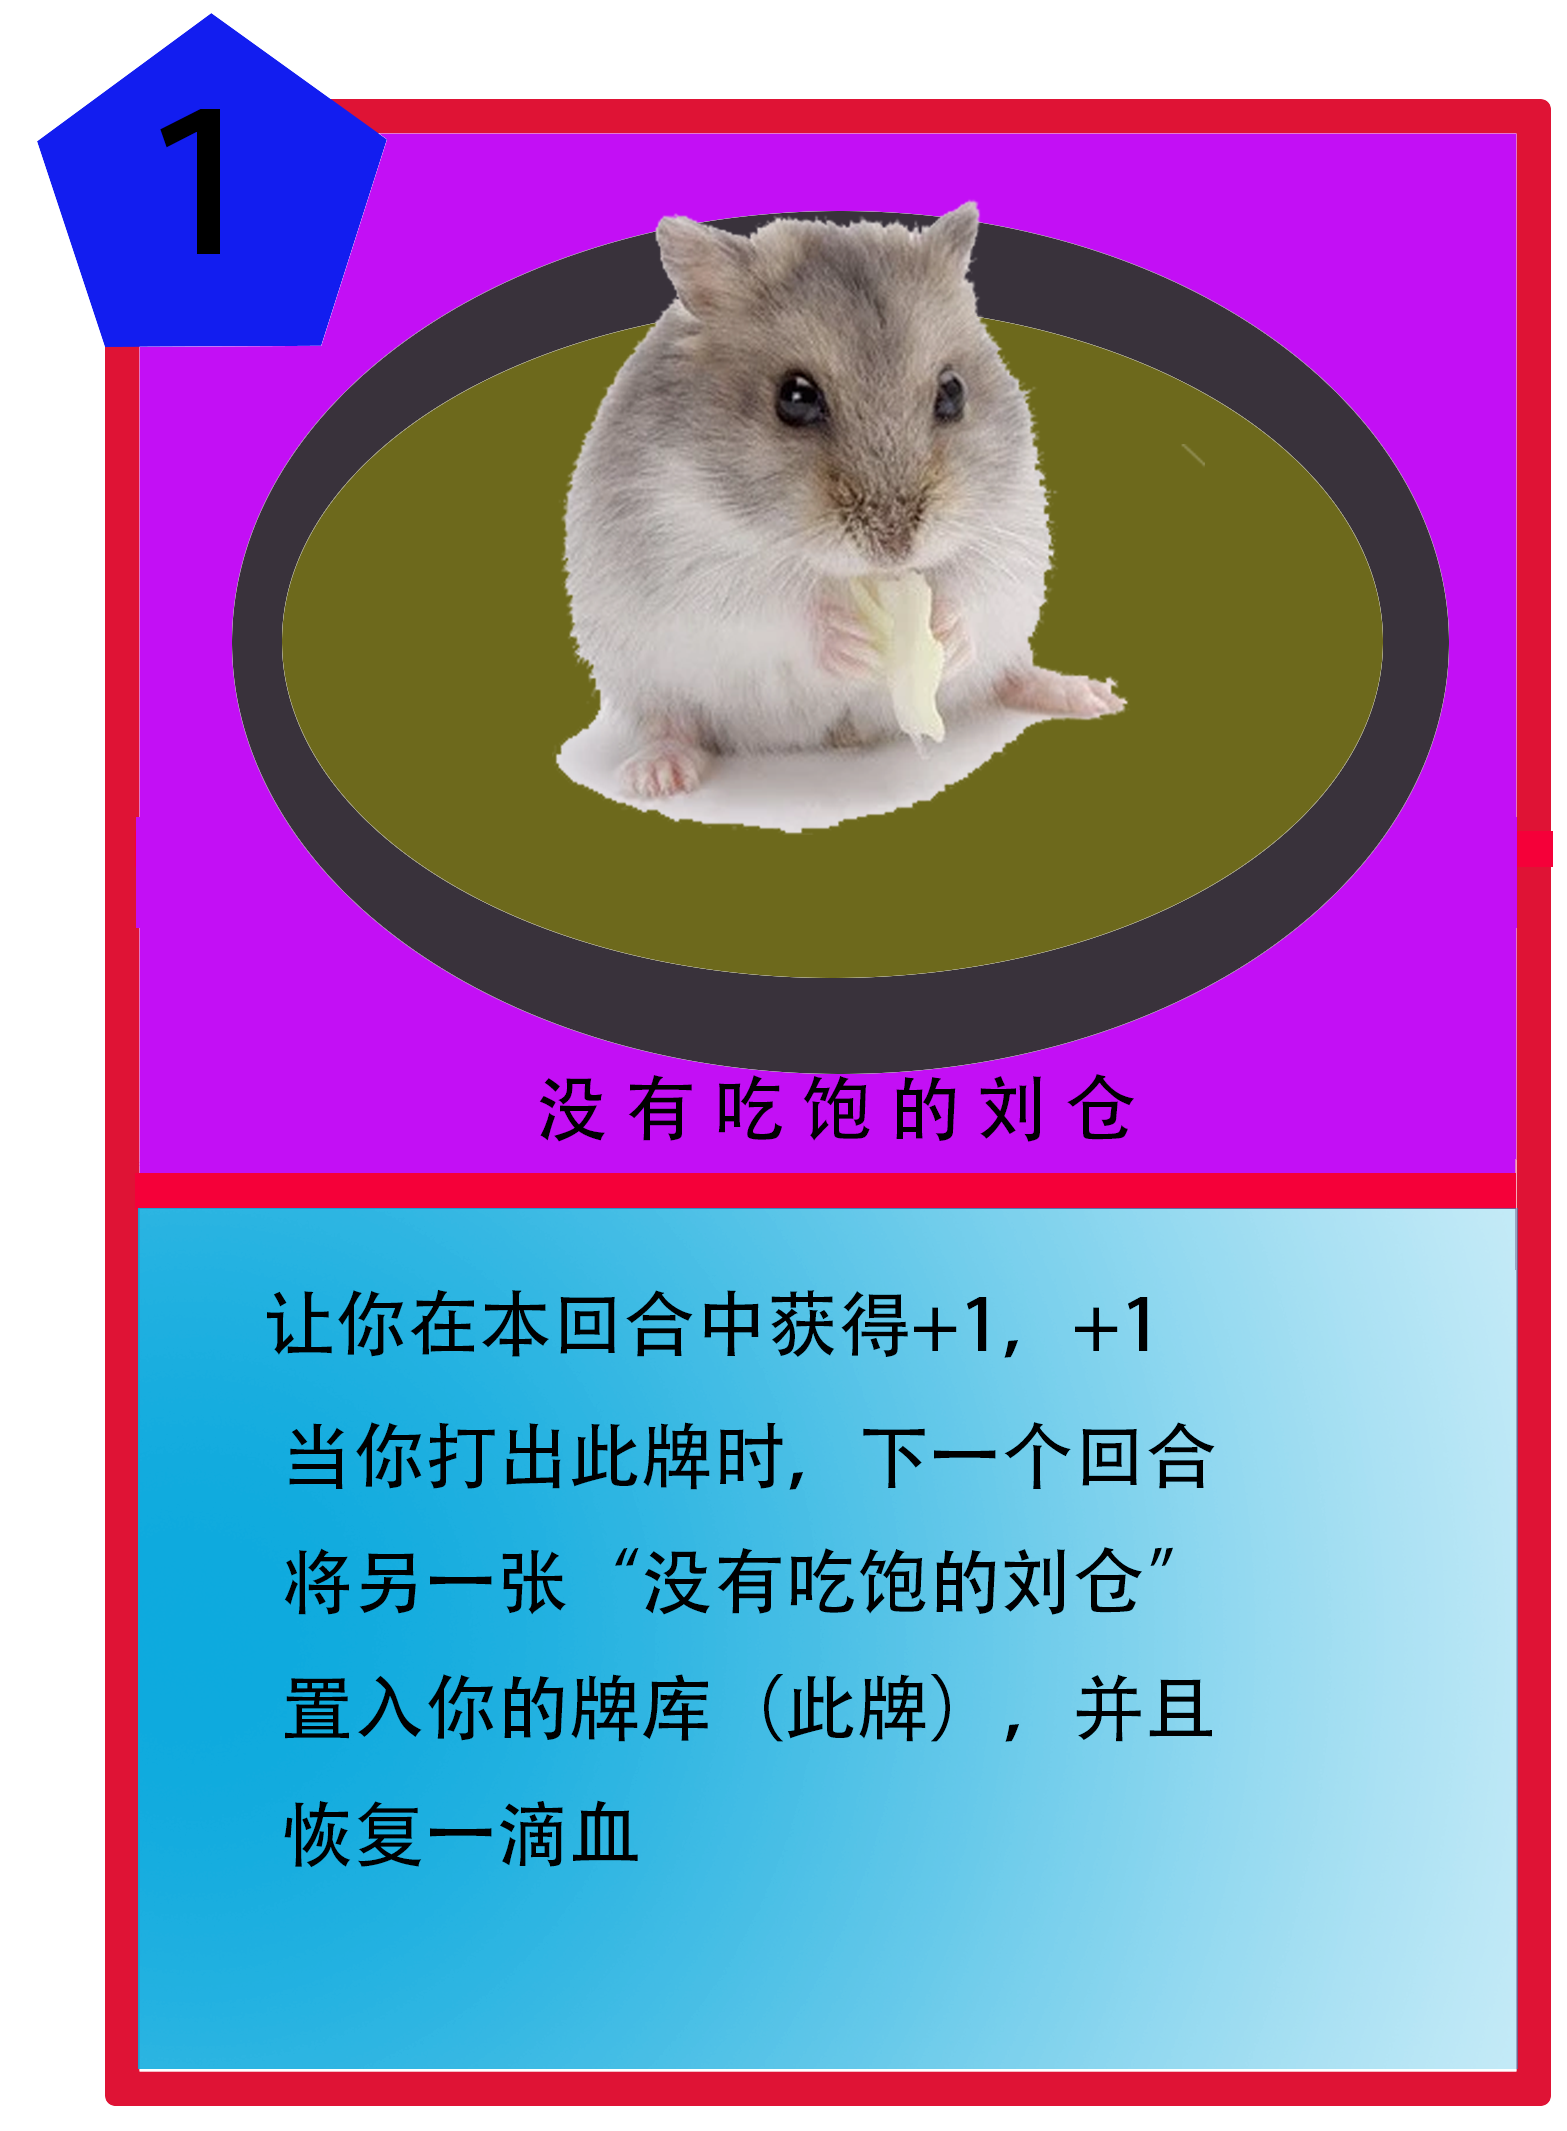 1
没有吃饱的刘仓
让你在本回合中获得+1，+1
当你打出此牌时，下一个回合
将另一张“没有吃饱的刘仓”
置入你的牌库（此牌），并且
恢复一滴血